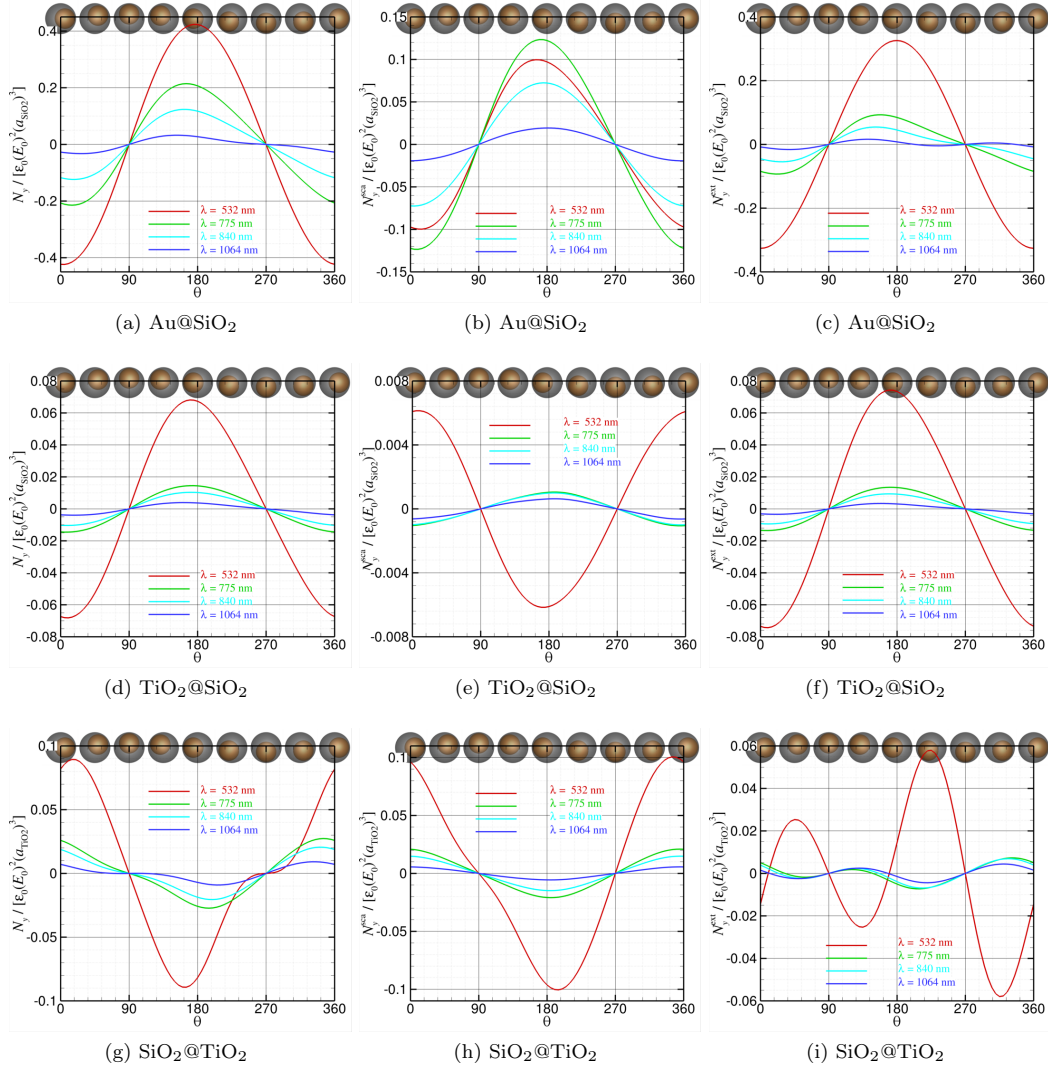 0.4
0.2
0
-0.2
-0.4
0 90 180 270 360
θ
N_y / [ε_0(E_0)^2(a_SiO2)^3]
λ = 532 nm
λ = 775 nm
λ = 840 nm
λ = 1064 nm
(a) Au@SiO₂
0.15
0.1
0.05
0
-0.05
-0.1
-0.15
0 90 180 270 360
θ
N_y^sca / [ε_0(E_0)^2(a_SiO2)^3]
λ = 532 nm
λ = 775 nm
λ = 840 nm
λ = 1064 nm
(b) Au@SiO₂
0.4
0.2
0
-0.2
-0.4
0 90 180 270 360
θ
N_y^ext / [ε_0(E_0)^2(a_SiO2)^3]
λ = 532 nm
λ = 775 nm
λ = 840 nm
λ = 1064 nm
(c) Au@SiO₂
0.08
0.06
0.04
0.02
0
-0.02
-0.04
-0.06
-0.08
0 90 180 270 360
θ
N_y / [ε_0(E_0)^2(a_SiO2)^3]
λ = 532 nm
λ = 775 nm
λ = 840 nm
λ = 1064 nm
(d) TiO₂@SiO₂
0.008
0.004
0
-0.004
-0.008
0 90 180 270 360
θ
N_y^sca / [ε_0(E_0)^2(a_SiO2)^3]
λ = 532 nm
λ = 775 nm
λ = 840 nm
λ = 1064 nm
(e) TiO₂@SiO₂
0.08
0.06
0.04
0.02
0
-0.02
-0.04
-0.06
-0.08
0 90 180 270 360
θ
N_y^ext / [ε_0(E_0)^2(a_SiO2)^3]
λ = 532 nm
λ = 775 nm
λ = 840 nm
λ = 1064 nm
(f) TiO₂@SiO₂
0.1
0.05
0
-0.05
-0.1
0 90 180 270 360
θ
N_y / [ε_0(E_0)^2(a_TiO2)^3]
λ = 532 nm
λ = 775 nm
λ = 840 nm
λ = 1064 nm
(g) SiO₂@TiO₂
0.1
0.05
0
-0.05
-0.1
0 90 180 270 360
θ
N_y^sca / [ε_0(E_0)^2(a_TiO2)^3]
λ = 532 nm
λ = 775 nm
λ = 840 nm
λ = 1064 nm
(h) SiO₂@TiO₂
0.06
0.04
0.02
0
-0.02
-0.04
-0.06
0 90 180 270 360
θ
N_y^ext / [ε_0(E_0)^2(a_TiO2)^3]
λ = 532 nm
λ = 775 nm
λ = 840 nm
λ = 1064 nm
(i) SiO₂@TiO₂